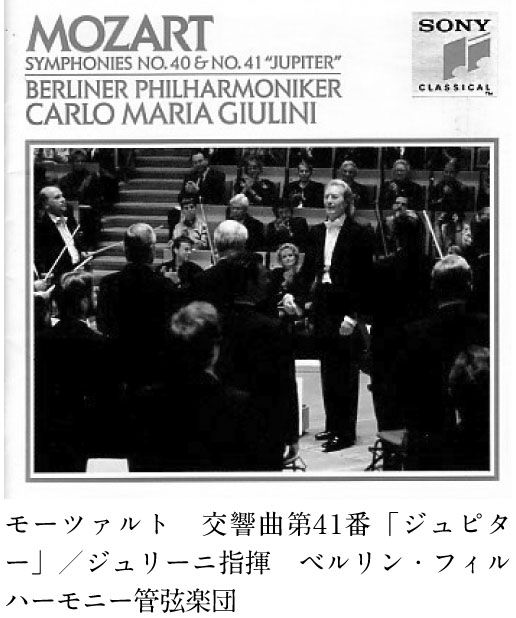 MOZART
SYMPHONIES NO. 40 & NO. 41 “JUPITER”
BERLINER PHILHARMONIKER
CARLO MARIA GIULINI
SONY
CLASSICAL™
モーツァルト　交響曲第41番「ジュピタ
ー」／ジュリーニ指揮　ベルリン・フィル
ハーモニー管弦楽団